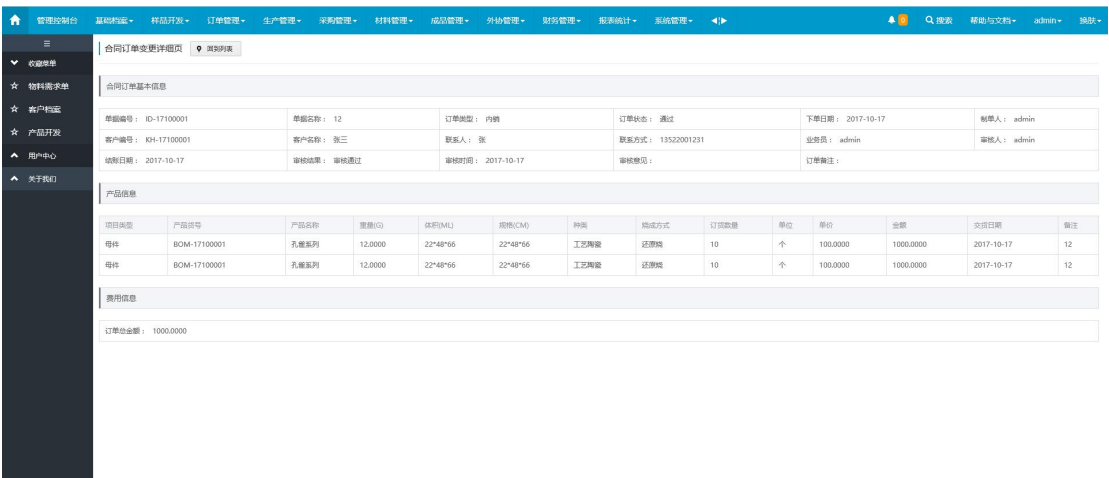 管理控制台 基础档案 样品开发 订单管理 生产管理 采购管理 材料管理 成品管理 外协管理 财务管理 报表统计 系统管理 0 搜索 帮助与文档 admin 换肤
收藏菜单
物料需求单
客户档案
产品开发
用户中心
关于我们
合同订单变更详细页 回到列表
合同订单基本信息
单据编号： ID-17100001 单据名称： 12 订单类型： 内销 订单状态： 通过 下单日期： 2017-10-17 制单人： admin
客户编号： KH-17100001 客户名称： 张三 联系人： 张 联系方式： 13522001231 业务员： admin 审核人： admin
结账日期： 2017-10-17 审核结果： 审核通过 审核时间： 2017-10-17 审核意见： 订单备注：
产品信息
项目类型 产品货号 产品名称 重量(G) 体积(ML) 规格(CM) 种类 烧成方式 订货数量 单位 单价 金额 交货日期 备注
母件 BOM-17100001 孔雀系列 12.0000 22*48*66 22*48*66 工艺陶瓷 还原烧 10 个 100.0000 1000.0000 2017-10-17 12
母件 BOM-17100001 孔雀系列 12.0000 22*48*66 22*48*66 工艺陶瓷 还原烧 10 个 100.0000 1000.0000 2017-10-17 12
费用信息
订单总金额： 1000.0000